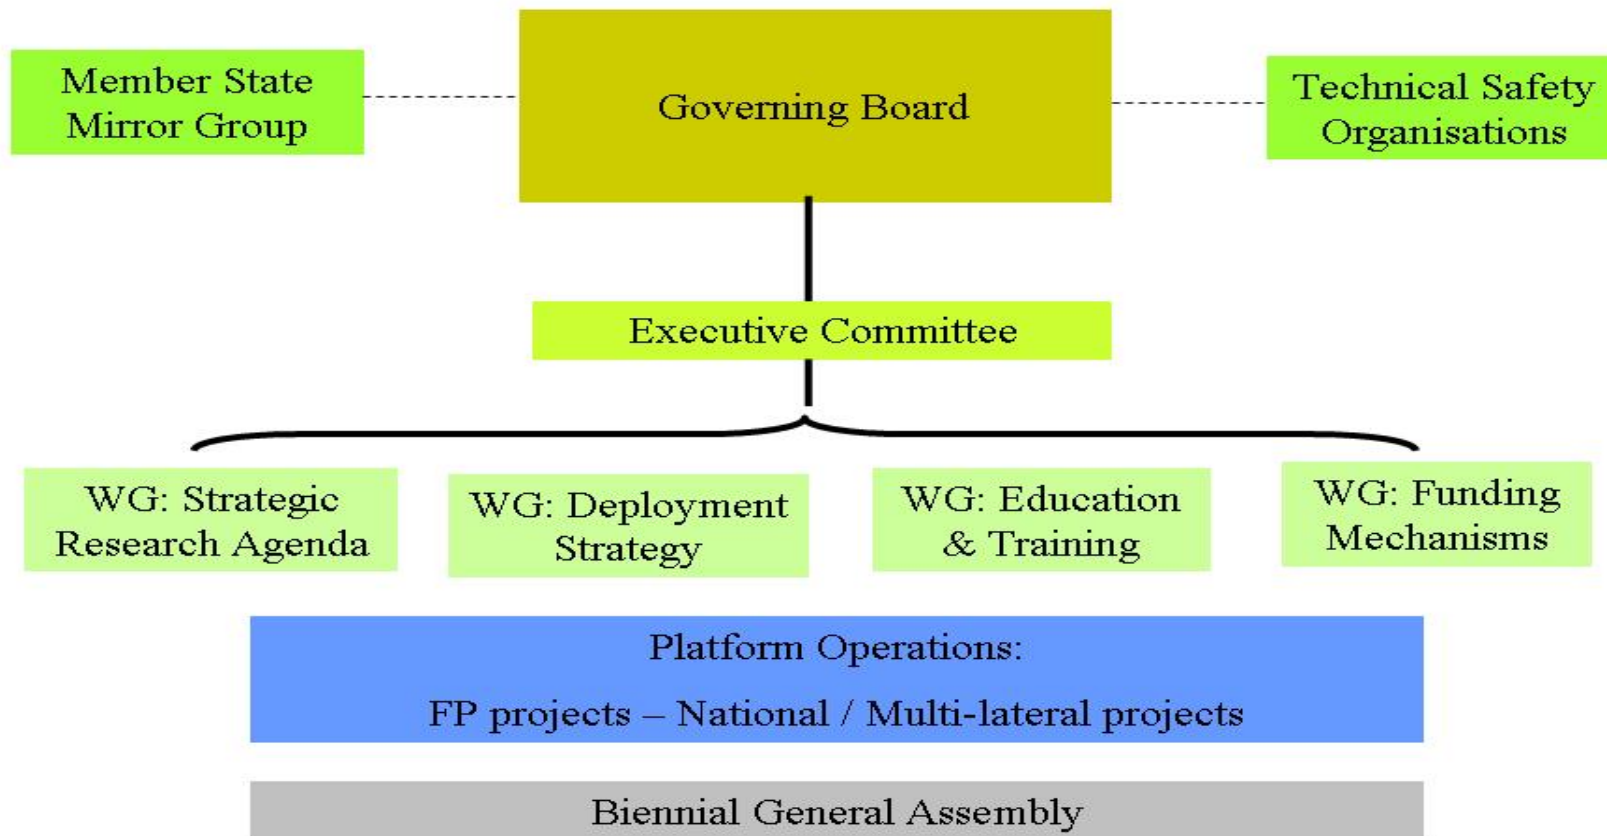 Member State
Mirror Group
Governing Board
Technical Safety
Organisations
Executive Committee
WG: Strategic
Research Agenda
WG: Deployment
Strategy
WG: Education
& Training
WG: Funding
Mechanisms
Platform Operations:
FP projects – National / Multi-lateral projects
Biennial General Assembly